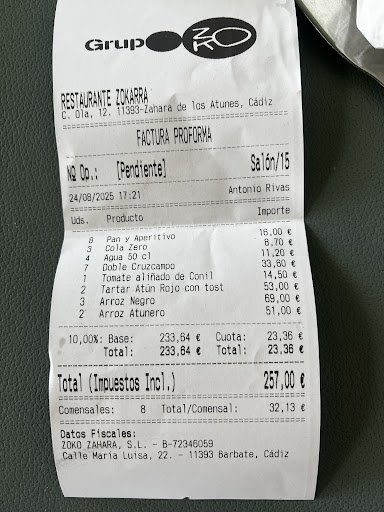 Grupo ZOKO
RESTAURANTE ZOKARRA
C. Ola, 12. 11393-Zahara de los Atunes, Cádiz
FACTURA PROFORMA
Nº Op.: [Pendiente] Salón/15
24/08/2025 17:21 Antonio Rivas
Uds. Producto Importe
8 Pan y Aperitivo 16,00 €
3 Cola Zero 8,70 €
4 Agua 50 cl 11,20 €
7 Doble Cruzcampo 33,60 €
1 Tomate aliñado de Conil 14,50 €
2 Tartar Atún Rojo con tost 53,00 €
3 Arroz Negro 69,00 €
2 Arroz Atunero 51,00 €
10,00%: Base: 233,64 € Cuota: 23,36 €
Total: 233,64 € Total: 23,36 €
Total (Impuestos Incl.) 257,00 €
Comensales: 8 Total/Comensal: 32,13 €
Datos Fiscales:
ZOKO ZAHARA, S.L. - B-72346059
Calle María Luisa, 22. - 11393 Barbate, Cádiz